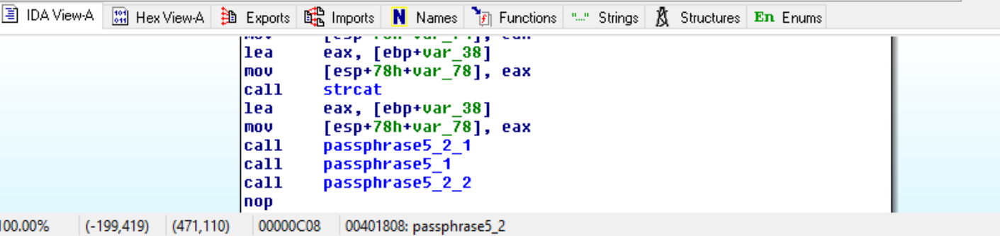 IDA View-A Hex View-A Exports Imports N Names Functions "..." Strings Structures En Enums
lea eax, [ebp+var_38]
mov [esp+78h+var_78], eax
call strcat
lea eax, [ebp+var_38]
mov [esp+78h+var_78], eax
call passphrase5_2_1
call passphrase5_1
call passphrase5_2_2
nop
100.00% (-199,419) (471,110) 00000C08 00401808: passphrase5_2